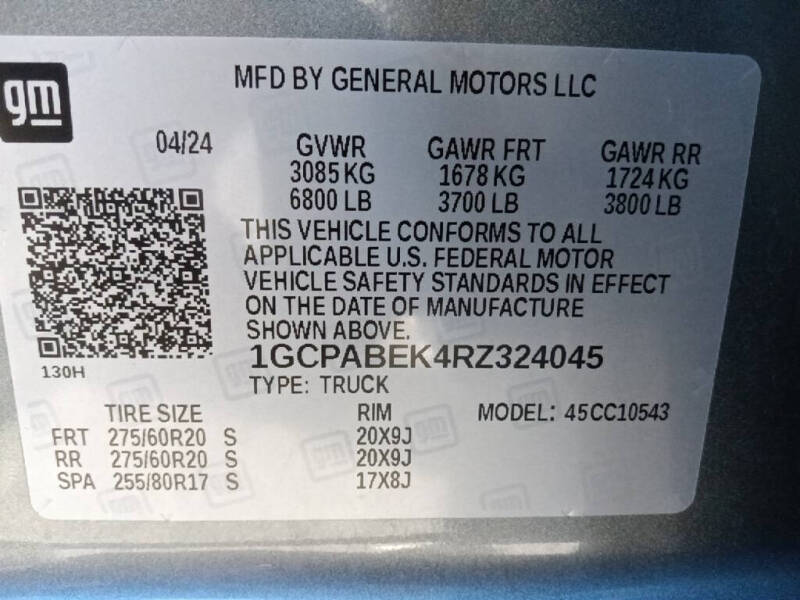 gm
MFD BY GENERAL MOTORS LLC
04/24 GVWR GAWR FRT GAWR RR
3085 KG 1678 KG 1724 KG
6800 LB 3700 LB 3800 LB
THIS VEHICLE CONFORMS TO ALL
APPLICABLE U.S. FEDERAL MOTOR
VEHICLE SAFETY STANDARDS IN EFFECT
ON THE DATE OF MANUFACTURE
SHOWN ABOVE.
1GCPABEK4RZ324045
130H
TYPE: TRUCK
TIRE SIZE RIM MODEL: 45CC10543
FRT 275/60R20 S 20X9J
RR 275/60R20 S 20X9J
SPA 255/80R17 S 17X8J